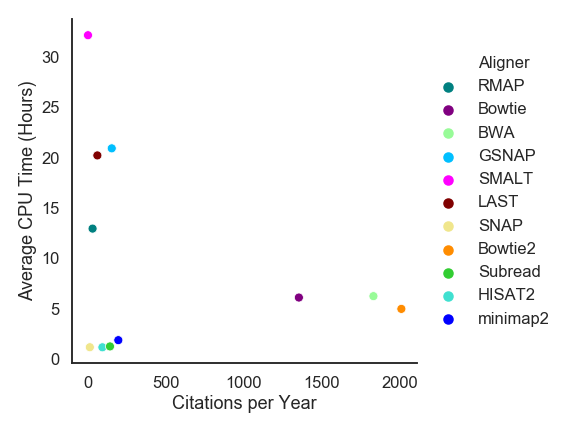 Average CPU Time (Hours)
30
25
20
15
10
5
0
0 500 1000 1500 2000
Citations per Year
Aligner
RMAP
Bowtie
BWA
GSNAP
SMALT
LAST
SNAP
Bowtie2
Subread
HISAT2
minimap2